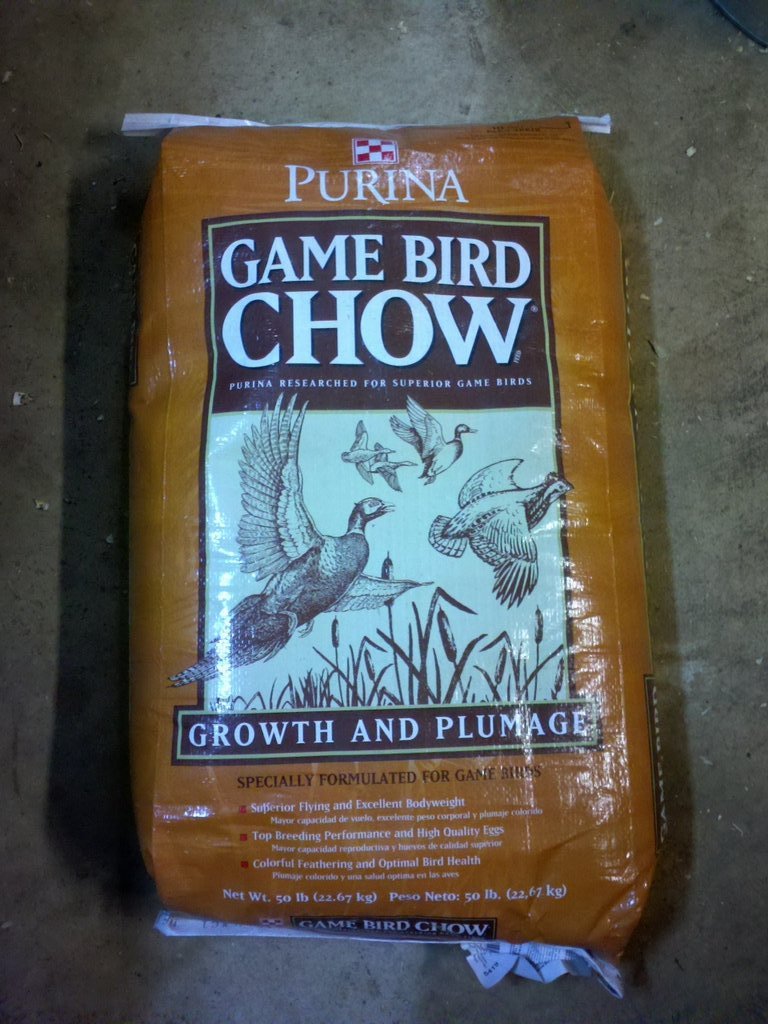 PURINA
GAME BIRD
CHOW®
PURINA RESEARCHED FOR SUPERIOR GAME BIRDS
GROWTH AND PLUMAGE
SPECIALLY FORMULATED FOR GAME BIRDS
Superior Flying and Excellent Bodyweight
Mayor capacidad de vuelo, excelente peso corporal y plumaje colorido
Top Breeding Performance and High Quality Eggs
Mayor capacidad reproductiva y huevos de calidad superior
Colorful Feathering and Optimal Bird Health
Plumaje colorido y una salud optima en las aves
Net Wt. 50 lb (22.67 kg) Peso Neto: 50 lb. (22,67 kg)
GAME BIRD CHOW